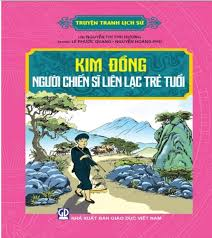 TRUYỆN TRANH LỊCH SỬ
KIM ĐỒNG
NGƯỜI CHIẾN SĨ LIÊN LẠC TRẺ TUỔI
GD
NHÀ XUẤT BẢN GIÁO DỤC VIỆT NAM